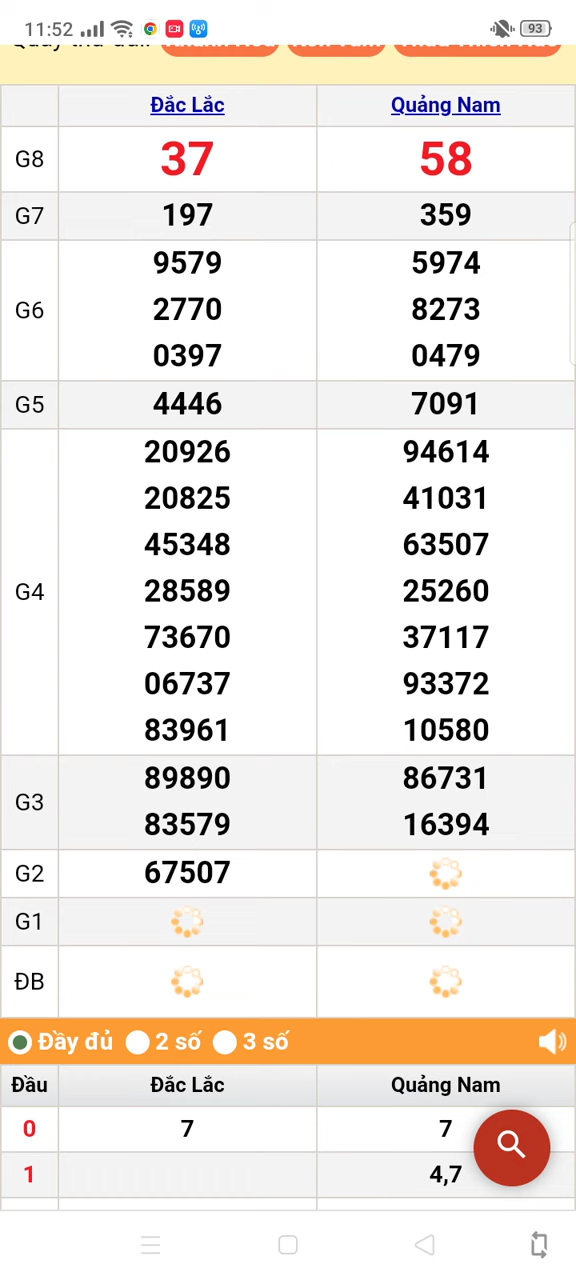 11:52 93
Đắc Lắc Quảng Nam
G8 37 58
G7 197 359
9579 5974
G6 2770 8273
0397 0479
G5 4446 7091
20926 94614
20825 41031
45348 63507
G4 28589 25260
73670 37117
06737 93372
83961 10580
G3 89890 86731
83579 16394
G2 67507
G1
ĐB
Đầy đủ 2 số 3 số
Đầu Đắc Lắc Quảng Nam
0 7 7
1 4,7